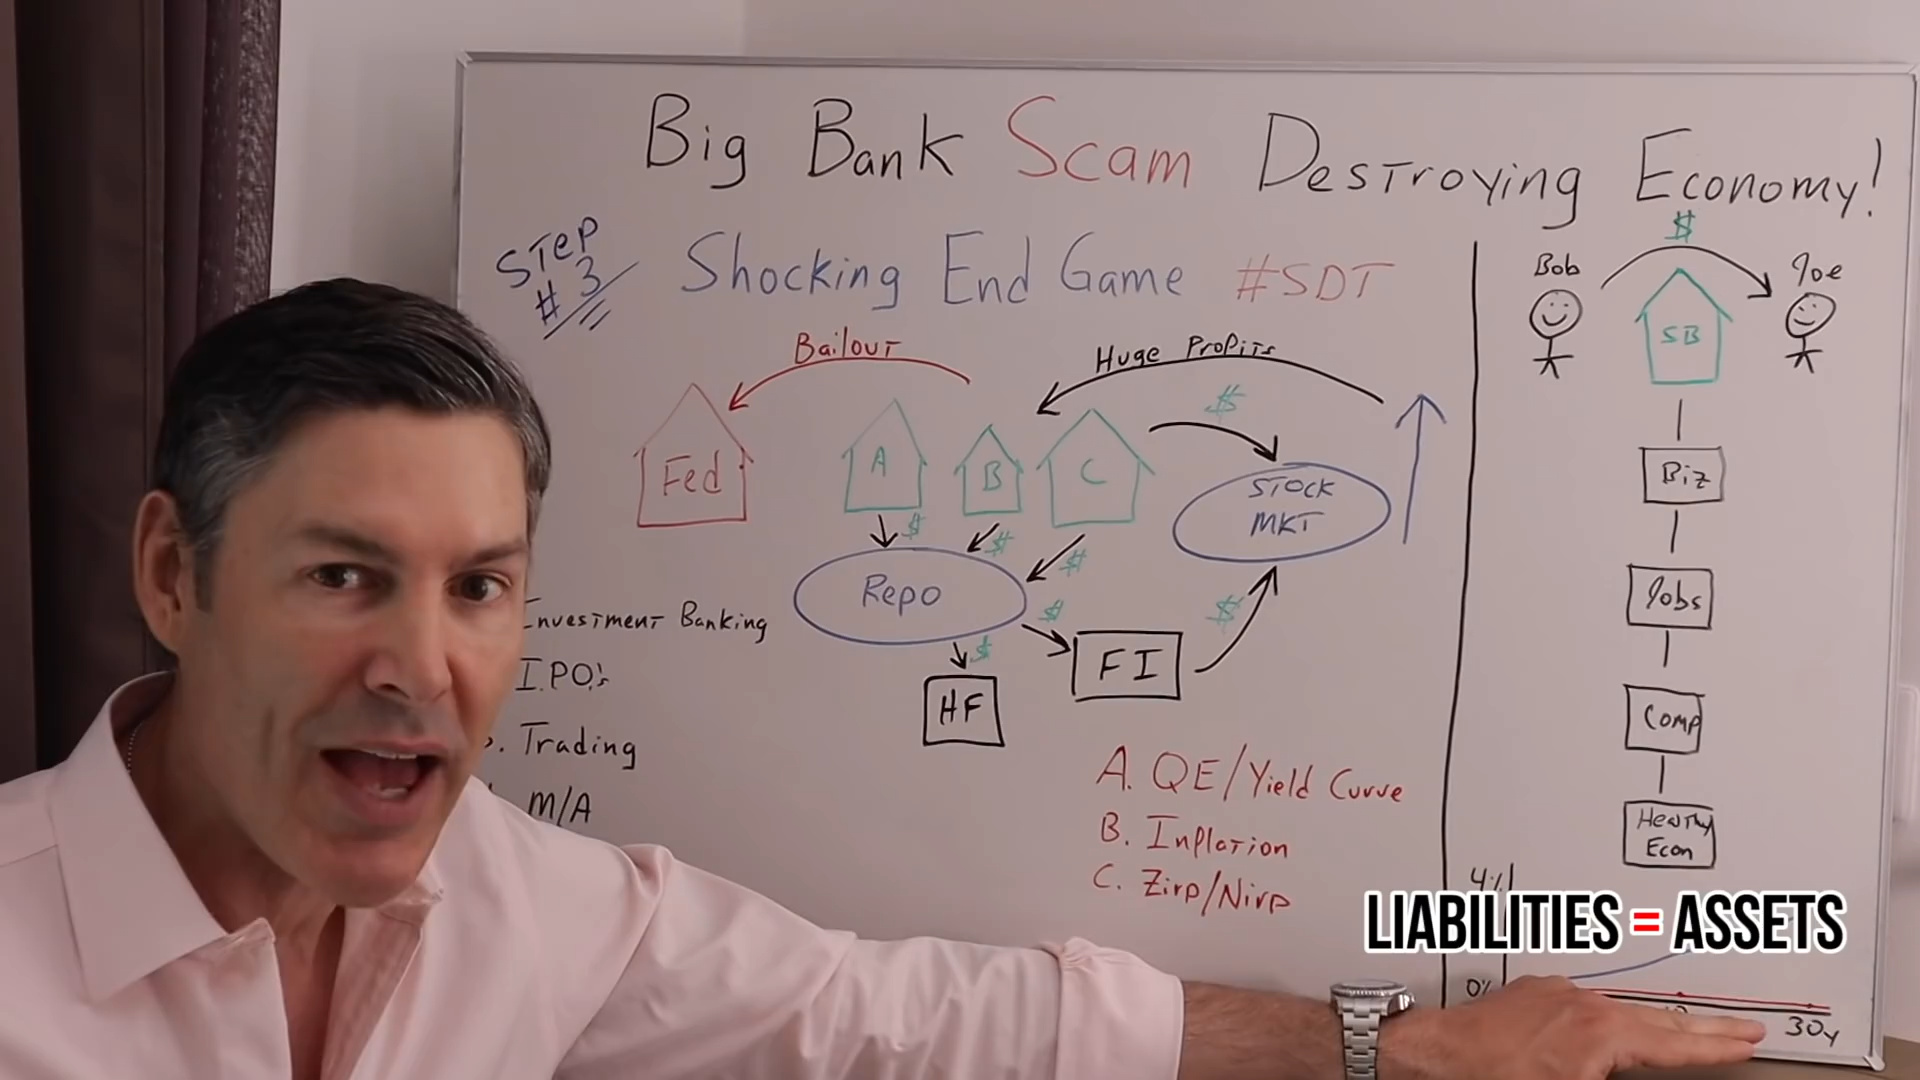 Big Bank Scam Destroying Economy!
STeP
# 3
Shocking End Game #SDT
Bailout
Huge Profits
Fed
A
$
B
$
C
$
$
STOCK
MKT
Repo
$
$
HF
FI
$
Investment Banking
I.PO's
Trading
M/A
A. QE/Yield Curve
B. Inflation
C. Zirp/Nirp
$
Bob
Joe
SB
Biz
Jobs
Comp
Healthy
Econ
4%
LIABILITIES = ASSETS
0%
30y